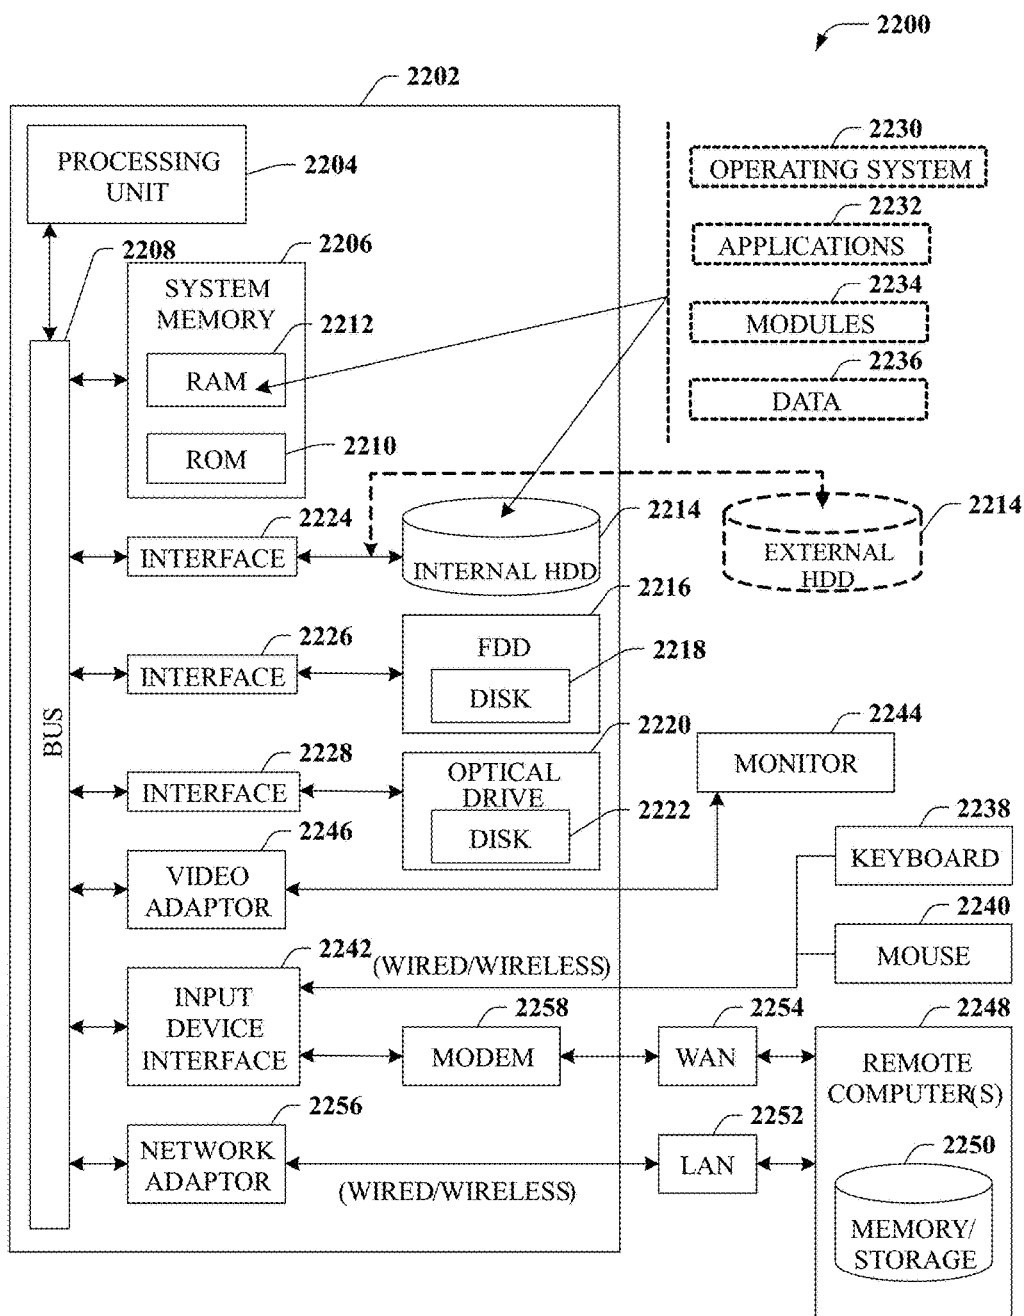 2200
2202
PROCESSING
UNIT
2204
2230
OPERATING SYSTEM
2232
APPLICATIONS
2234
MODULES
2236
DATA
2208
2206
SYSTEM
MEMORY
2212
RAM
2210
ROM
2224
INTERFACE
2214
INTERNAL HDD
2214
EXTERNAL
HDD
2216
FDD
2226
INTERFACE
2218
DISK
BUS
2220
OPTICAL
DRIVE
2228
INTERFACE
2222
DISK
2244
MONITOR
2246
VIDEO
ADAPTOR
2238
KEYBOARD
2240
MOUSE
2242
(WIRED/WIRELESS)
INPUT
DEVICE
INTERFACE
2258
MODEM
2254
WAN
2248
REMOTE
COMPUTER(S)
2256
NETWORK
ADAPTOR
(WIRED/WIRELESS)
2252
LAN
2250
MEMORY/
STORAGE